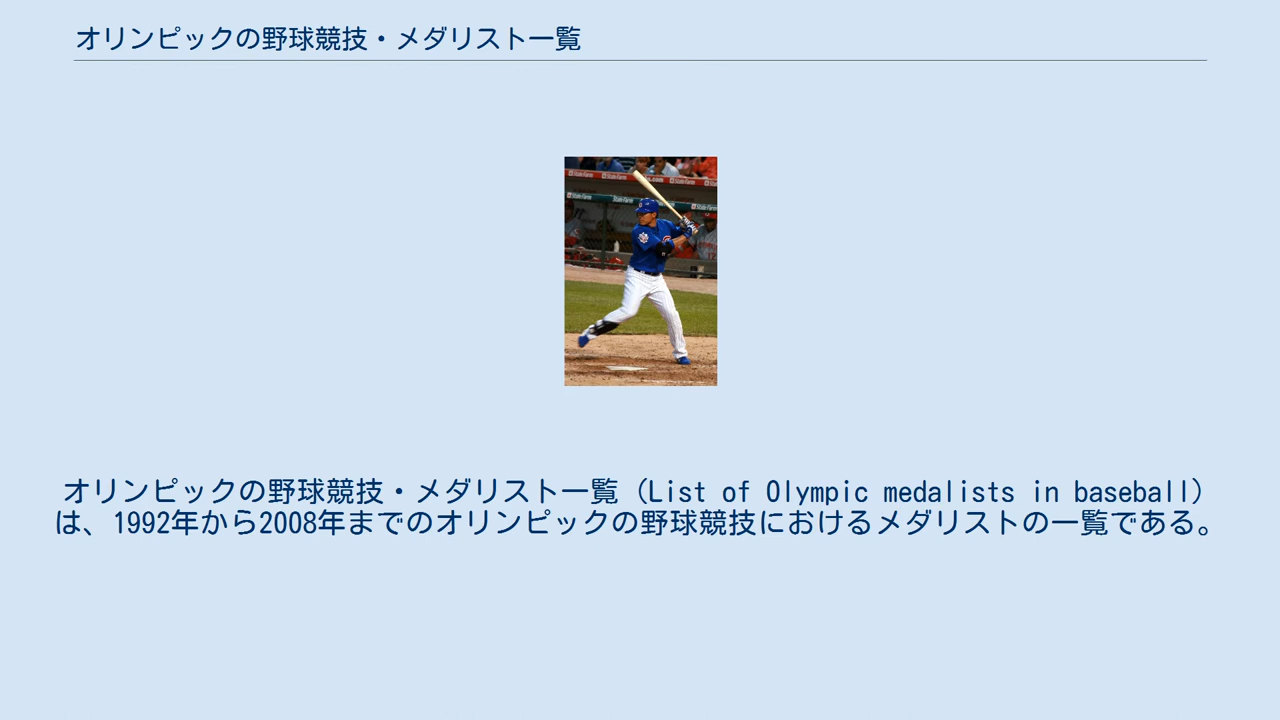 オリンピックの野球競技・メダリスト一覧
StateFarm
オリンピックの野球競技・メダリスト一覧（List of Olympic medalists in baseball）
は、1992年から2008年までのオリンピックの野球競技におけるメダリストの一覧である。